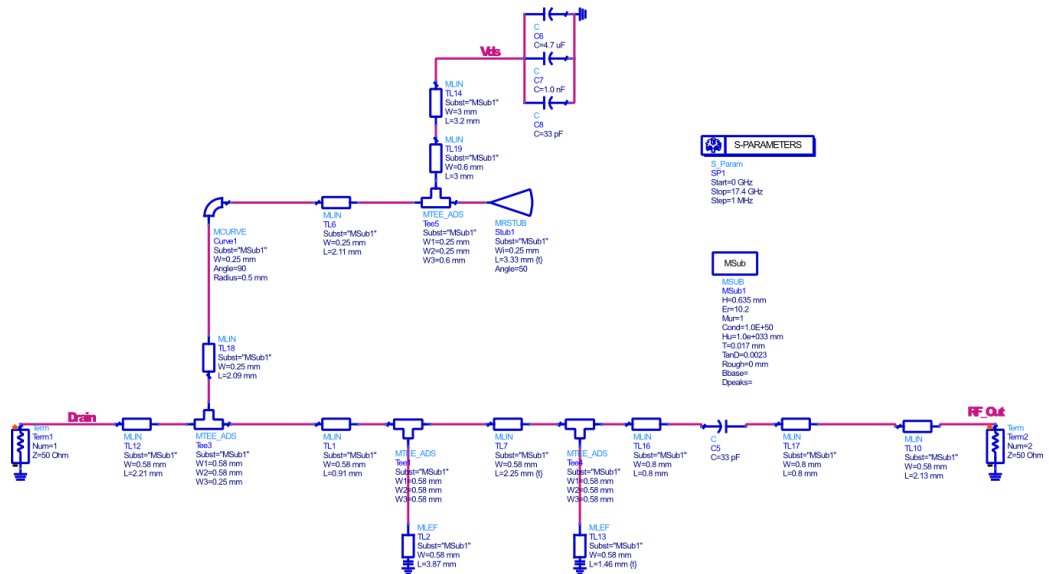 C
C6
C=4.7 uF
Vds
C
C7
C=1.0 nF
C
C8
C=33 pF
MLIN
TL14
Subst="MSub1"
W=3 mm
L=3.2 mm
MLIN
TL19
Subst="MSub1"
W=0.6 mm
L=3 mm
S-PARAMETERS
S_Param
SP1
Start=0 GHz
Stop=17.4 GHz
Step=1 MHz
MCURVE
Curve1
Subst="MSub1"
W=0.25 mm
Angle=90
Radius=0.5 mm
MLIN
TL6
Subst="MSub1"
W=0.25 mm
L=2.11 mm
MTEE_ADS
Tee5
Subst="MSub1"
W1=0.25 mm
W2=0.25 mm
W3=0.6 mm
MRSTUB
Stub1
Subst="MSub1"
Wi=0.25 mm
L=3.33 mm {t}
Angle=50
MSub
MSUB
MSub1
H=0.635 mm
Er=10.2
Mur=1
Cond=1.0E+50
Hu=1.0e+033 mm
T=0.017 mm
TanD=0.0023
Rough=0 mm
Bbase=
Dpeaks=
MLIN
TL18
Subst="MSub1"
W=0.25 mm
L=2.09 mm
Drain
RF_Out
Term
Term1
Num=1
Z=50 Ohm
MLIN
TL12
Subst="MSub1"
W=0.58 mm
L=2.21 mm
MTEE_ADS
Tee3
Subst="MSub1"
W1=0.58 mm
W2=0.58 mm
W3=0.25 mm
MLIN
TL1
Subst="MSub1"
W=0.58 mm
L=0.91 mm
MTEE_ADS
Subst="MSub1"
W1=0.58 mm
W2=0.58 mm
W3=0.58 mm
MLIN
TL7
Subst="MSub1"
W=0.58 mm
L=2.25 mm {t}
MTEE_ADS
Tee4
Subst="MSub1"
W1=0.58 mm
W2=0.58 mm
W3=0.58 mm
MLIN
TL16
Subst="MSub1"
W=0.8 mm
L=0.8 mm
C
C5
C=33 pF
MLIN
TL17
Subst="MSub1"
W=0.8 mm
L=0.8 mm
MLIN
TL10
Subst="MSub1"
W=0.58 mm
L=2.13 mm
Term
Term2
Num=2
Z=50 Ohm
MLEF
TL2
Subst="MSub1"
W=0.58 mm
L=3.87 mm
MLEF
TL13
Subst="MSub1"
W=0.58 mm
L=1.46 mm {t}